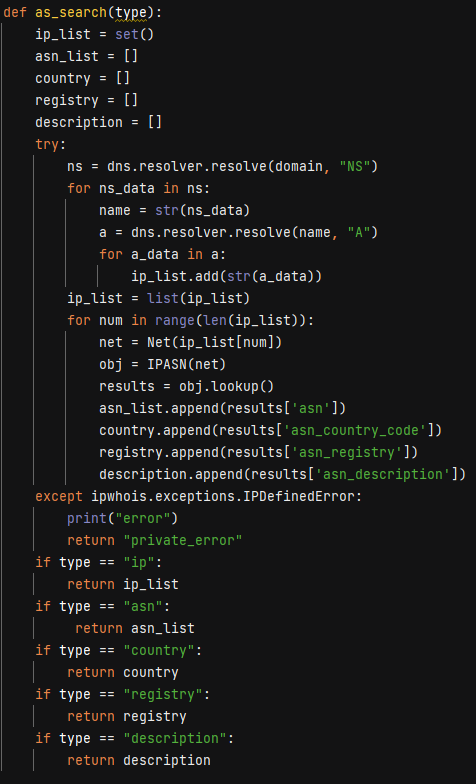 def as_search(type):
    ip_list = set()
    asn_list = []
    country = []
    registry = []
    description = []
    try:
        ns = dns.resolver.resolve(domain, "NS")
        for ns_data in ns:
            name = str(ns_data)
            a = dns.resolver.resolve(name, "A")
            for a_data in a:
                ip_list.add(str(a_data))
        ip_list = list(ip_list)
        for num in range(len(ip_list)):
            net = Net(ip_list[num])
            obj = IPASN(net)
            results = obj.lookup()
            asn_list.append(results['asn'])
            country.append(results['asn_country_code'])
            registry.append(results['asn_registry'])
            description.append(results['asn_description'])
    except ipwhois.exceptions.IPDefinedError:
        print("error")
        return "private_error"
    if type == "ip":
        return ip_list
    if type == "asn":
         return asn_list
    if type == "country":
        return country
    if type == "registry":
        return registry
    if type == "description":
        return description